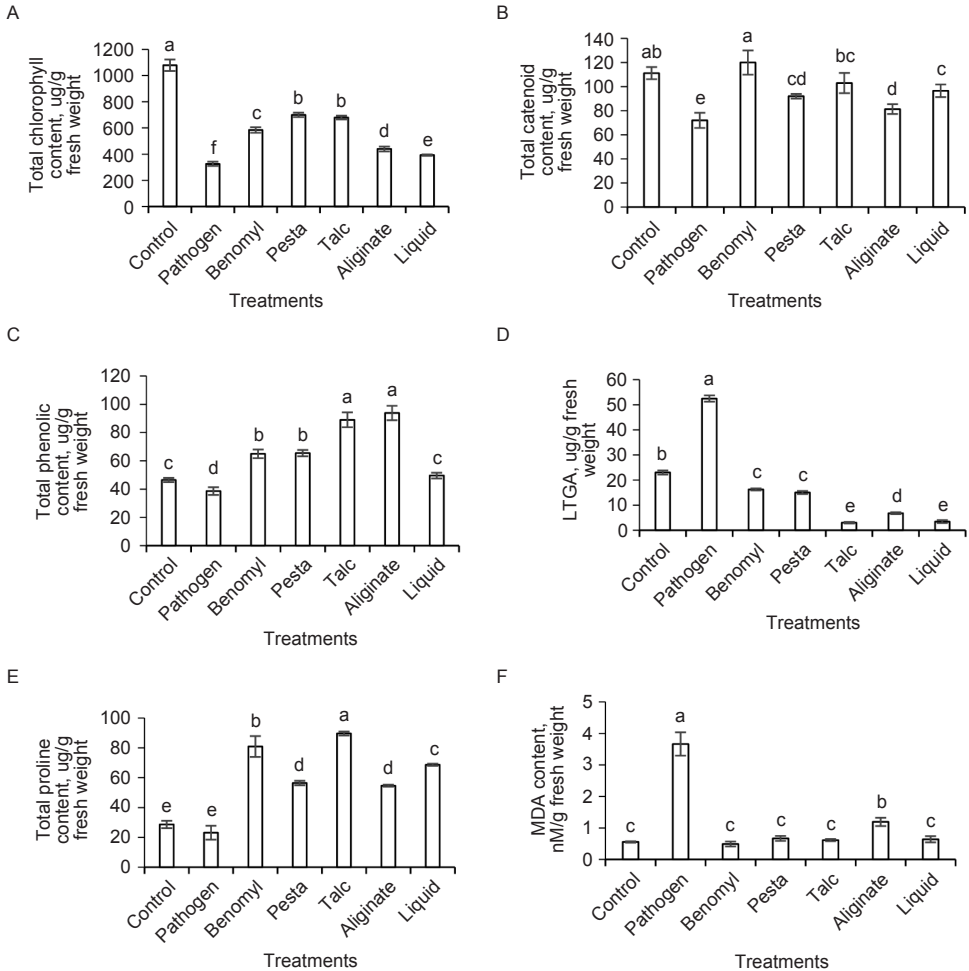 A
Total chlorophyll
content, ug/g
fresh weight
1200
1000
800
600
400
200
0
a
f
c
b
b
d
e
Control
Pathogen
Benomyl
Pesta
Talc
Aliginate
Liquid
Treatments
B
Total catenoid
content, ug/g
fresh weight
140
120
100
80
60
40
20
0
ab
e
a
cd
bc
d
c
Control
Pathogen
Benomyl
Pesta
Talc
Aliginate
Liquid
Treatments
C
Total phenolic
content, ug/g
fresh weight
120
100
80
60
40
20
0
c
d
b
b
a
a
c
Control
Pathogen
Benomyl
Pesta
Talc
Aliginate
Liquid
Treatments
D
LTGA, ug/g fresh
weight
60
50
40
30
20
10
0
b
a
c
c
e
d
e
Control
Pathogen
Benomyl
Pesta
Talc
Aliginate
Liquid
Treatments
E
Total proline
content, ug/g
fresh weight
100
80
60
40
20
0
e
e
b
d
a
d
c
Control
Pathogen
Benomyl
Pesta
Talc
Aliginate
Liquid
Treatments
F
MDA content,
nM/g fresh weight
5
4
3
2
1
0
c
a
c
c
c
b
c
Control
Pathogen
Benomyl
Pesta
Talc
Aliginate
Liquid
Treatments